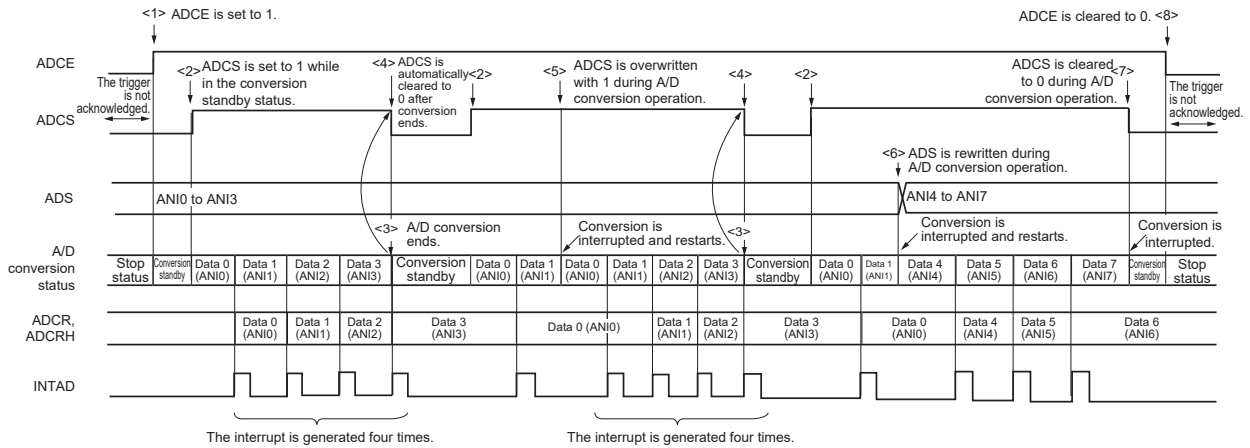 <1> ADCE is set to 1.
ADCE is cleared to 0. <8>
ADCE
The trigger
is not
acknowledged.
<2> ADCS is set to 1 while
in the conversion
standby status.
<4> ADCS is
automatically
cleared to
0 after
conversion
ends.
<2>
<5> ADCS is overwritten
with 1 during A/D
conversion operation.
<4>
<2>
ADCS is cleared <7>
to 0 during A/D
conversion operation.
The trigger
is not
acknowledged.
ADCS
<6> ADS is rewritten during
A/D conversion operation.
ADS
ANI0 to ANI3
ANI4 to ANI7
<3> A/D conversion
ends.
Conversion is
interrupted and restarts.
<3>
Conversion is
interrupted and restarts.
Conversion is
interrupted.
A/D
conversion
status
Stop
status
Conversion
standby
Data 0
(ANI0)
Data 1
(ANI1)
Data 2
(ANI2)
Data 3
(ANI3)
Conversion
standby
Data 0
(ANI0)
Data 1
(ANI1)
Data 0
(ANI0)
Data 1
(ANI1)
Data 2
(ANI2)
Data 3
(ANI3)
Conversion
standby
Data 0
(ANI0)
Data 1
(ANI1)
Data 4
(ANI4)
Data 5
(ANI5)
Data 6
(ANI6)
Data 7
(ANI7)
Conversion
standby
Stop
status
ADCR,
ADCRH
Data 0
(ANI0)
Data 1
(ANI1)
Data 2
(ANI2)
Data 3
(ANI3)
Data 0 (ANI0)
Data 1
(ANI1)
Data 2
(ANI2)
Data 3
(ANI3)
Data 0
(ANI0)
Data 4
(ANI4)
Data 5
(ANI5)
Data 6
(ANI6)
INTAD
The interrupt is generated four times.
The interrupt is generated four times.